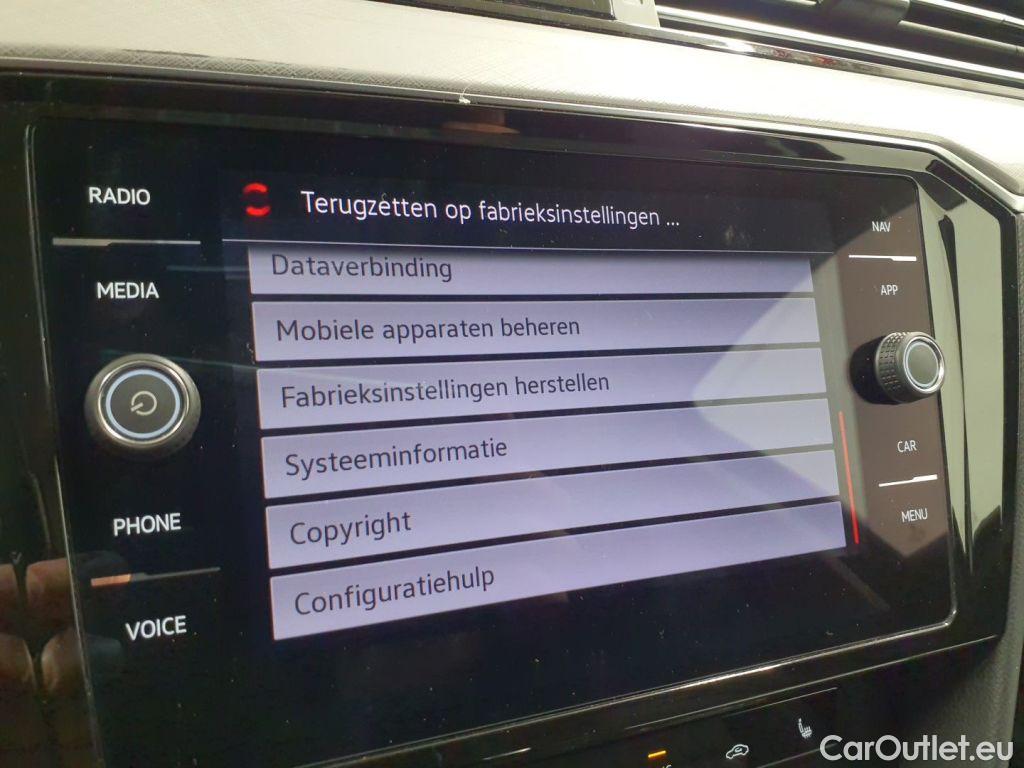 RADIO
MEDIA
PHONE
VOICE
Terugzetten op fabrieksinstellingen ...
Dataverbinding
Mobiele apparaten beheren
Fabrieksinstellingen herstellen
Systeeminformatie
Copyright
Configuratiehulp
NAV
APP
CAR
MENU
CarOutlet.eu